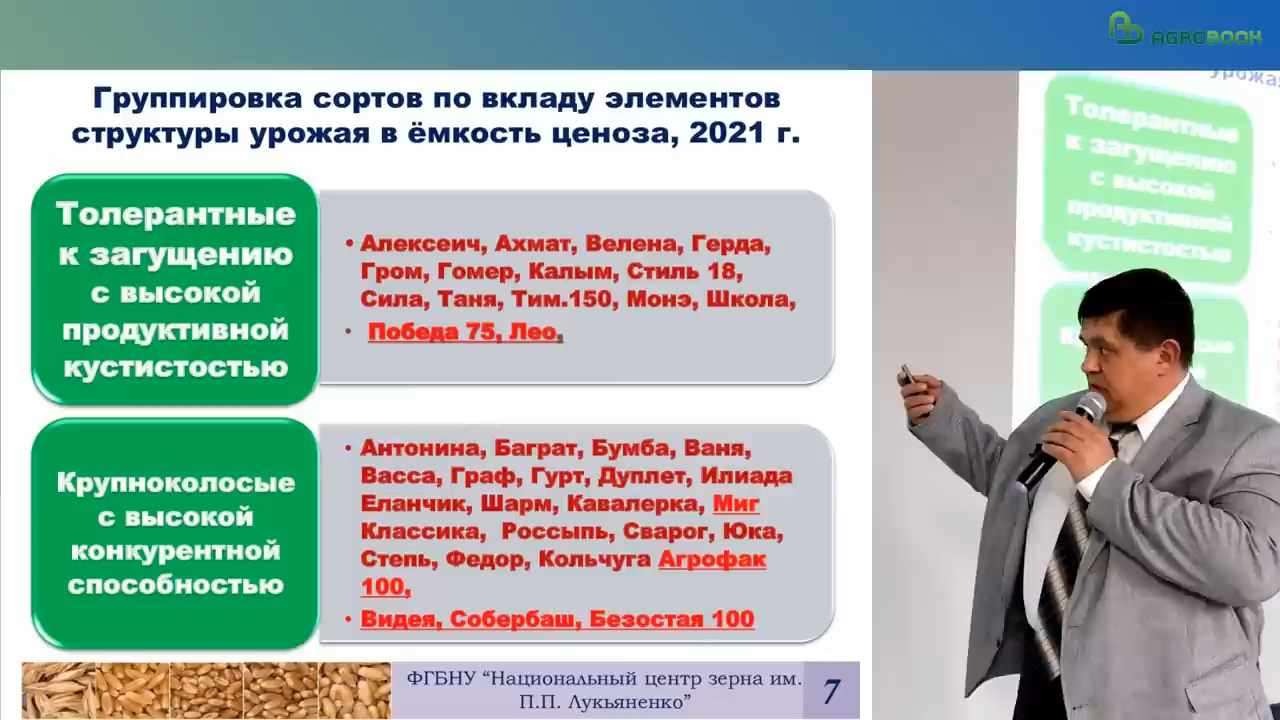 AGROBOOK
Группировка сортов по вкладу элементов
структуры урожая в ёмкость ценоза, 2021 г.
Толерантные
к загущению
с высокой
продуктивной
кустистостью
• Алексеич, Ахмат, Велена, Герда,
Гром, Гомер, Калым, Стиль 18,
Сила, Таня, Тим.150, Монэ, Школа,
• Победа 75, Лео,
Крупноколосые
с высокой
конкурентной
способностью
• Антонина, Баграт, Бумба, Ваня,
Васса, Граф, Гурт, Дуплет, Илиада
Еланчик, Шарм, Кавалерка, Миг
Классика, Россыпь, Сварог, Юка,
Степь, Федор, Кольчуга Агрофак
100,
• Видея, Собербаш, Безостая 100
ФГБНУ “Национальный центр зерна им.
П.П. Лукьяненко”
7
урожа
Толерантные
к загущению
с высокой
продуктивной
кустистостью